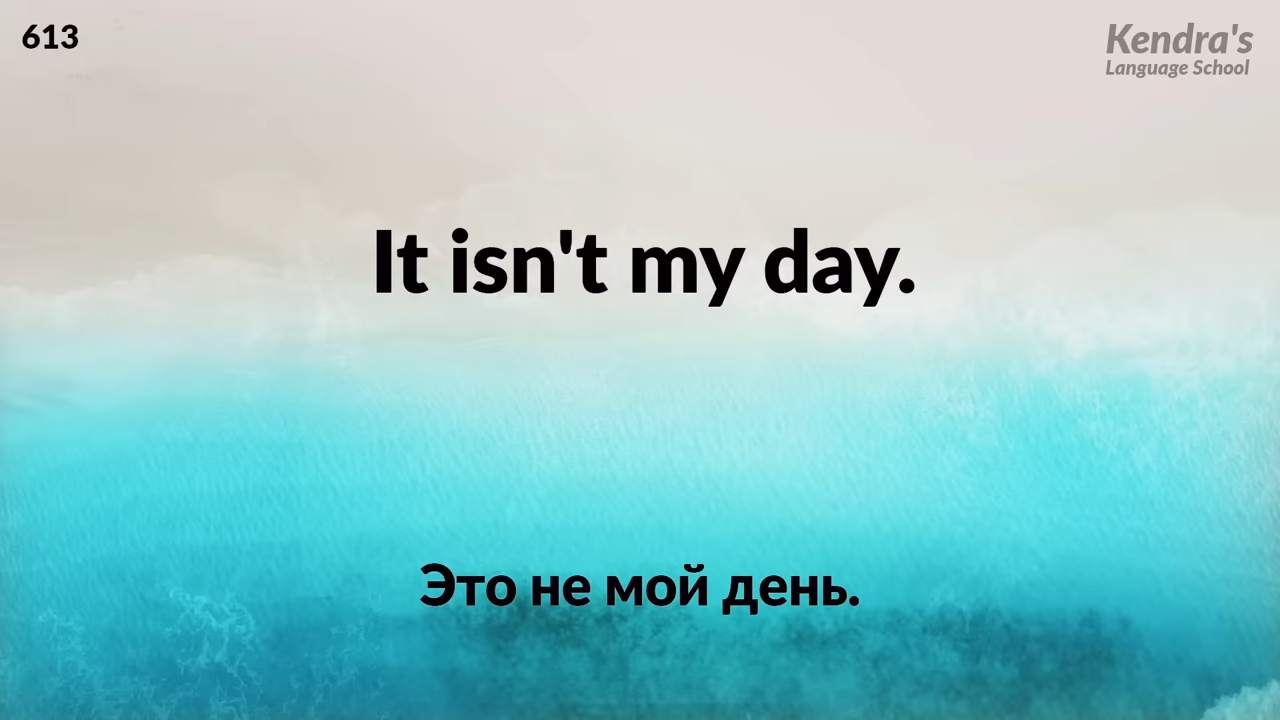 613
Kendra's
Language School
It isn't my day.
Это не мой день.